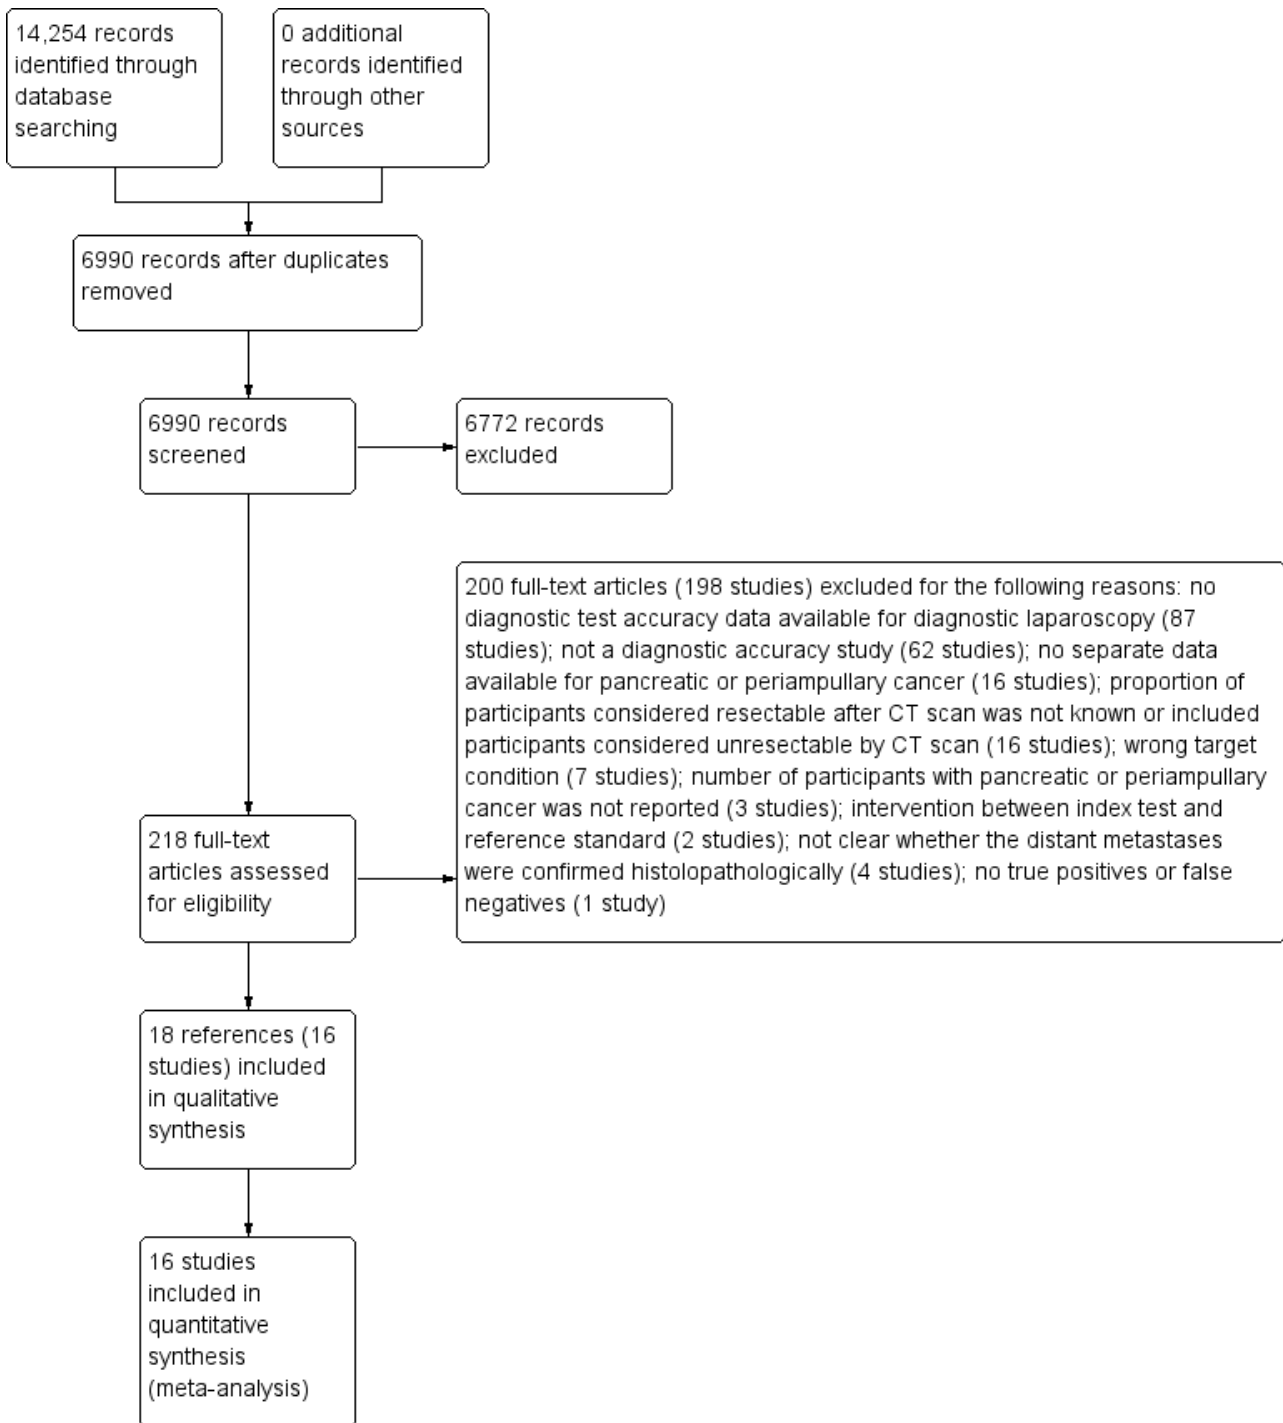 14,254 records
identified through
database
searching
0 additional
records identified
through other
sources
6990 records after duplicates
removed
6990 records
screened
6772 records
excluded
200 full-text articles (198 studies) excluded for the following reasons: no
diagnostic test accuracy data available for diagnostic laparoscopy (87
studies); not a diagnostic accuracy study (62 studies); no separate data
available for pancreatic or periampullary cancer (16 studies); proportion of
participants considered resectable after CT scan was not known or included
participants considered unresectable by CT scan (16 studies); wrong target
condition (7 studies); number of participants with pancreatic or periampullary
cancer was not reported (3 studies); intervention between index test and
reference standard (2 studies); not clear whether the distant metastases
were confirmed histolopathologically (4 studies); no true positives or false
negatives (1 study)
218 full-text
articles assessed
for eligibility
18 references (16
studies) included
in qualitative
synthesis
16 studies
included in
quantitative
synthesis
(meta-analysis)